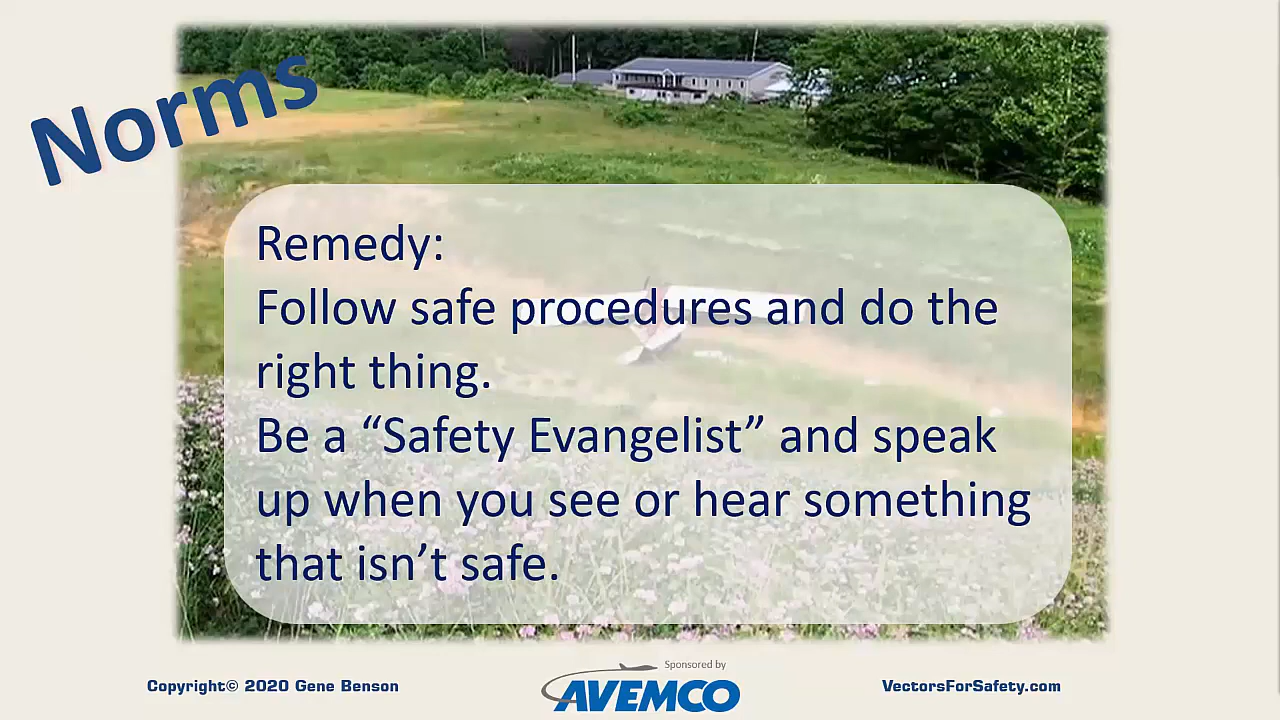 Norms
Remedy:
Follow safe procedures and do the
right thing.
Be a “Safety Evangelist” and speak
up when you see or hear something
that isn’t safe.
Sponsored by
AVEMCO
Copyright© 2020 Gene Benson
VectorsForSafety.com